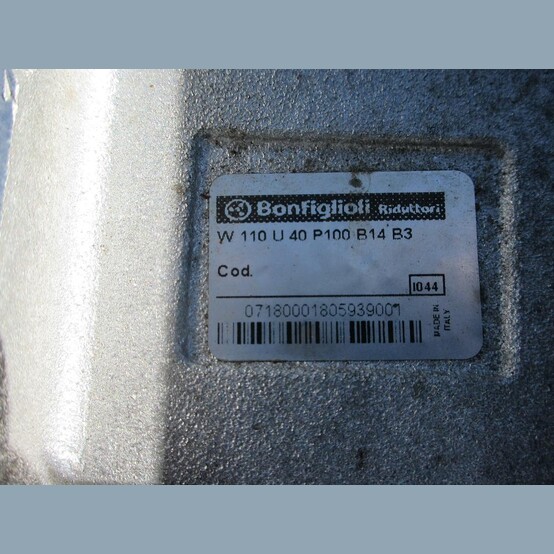 Bonfiglioli Riduttori
W 110 U 40 P100 B14 B3
Cod.
I044
07180001805939001
MADE IN
ITALY